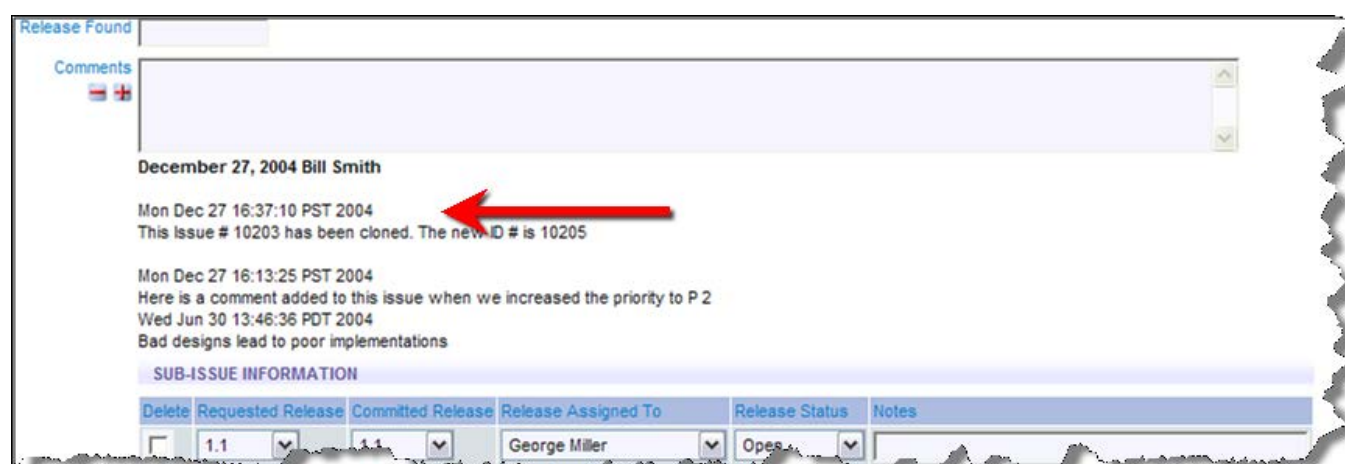 Release Found
Comments
December 27, 2004 Bill Smith
Mon Dec 27 16:37:10 PST 2004
This Issue # 10203 has been cloned. The new ID # is 10205
Mon Dec 27 16:13:25 PST 2004
Here is a comment added to this issue when we increased the priority to P 2
Wed Jun 30 13:46:36 PDT 2004
Bad designs lead to poor implementations
SUB-ISSUE INFORMATION
Delete Requested Release Committed Release Release Assigned To Release Status Notes
1.1 1.1 George Miller